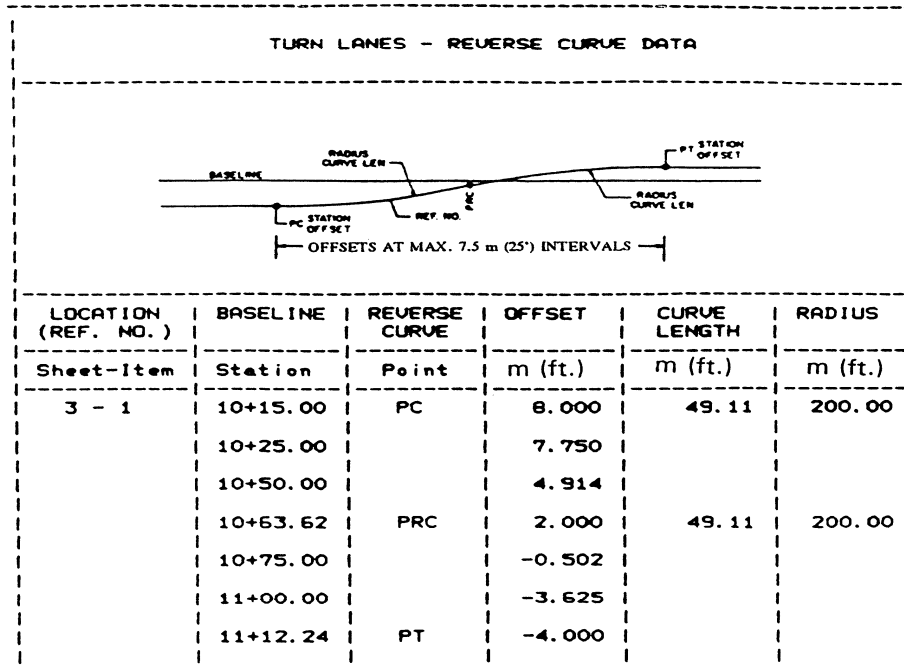 TURN LANES - REVERSE CURVE DATA
BASELINE
RADIUS
CURVE LEN
PT STATION
OFFSET
PC STATION
OFFSET
REF. NO.
PRC
RADIUS
CURVE LEN
OFFSETS AT MAX. 7.5 m (25') INTERVALS
LOCATION (REF. NO.) | BASELINE | REVERSE CURVE | OFFSET | CURVE LENGTH | RADIUS
Sheet-Item | Station | Point | m (ft.) | m (ft.) | m (ft.)
3 - 1 | 10+15.00 | PC | 8.000 | 49.11 | 200.00
10+25.00 | 7.750
10+50.00 | 4.914
10+63.62 | PRC | 2.000 | 49.11 | 200.00
10+75.00 | -0.502
11+00.00 | -3.625
11+12.24 | PT | -4.000